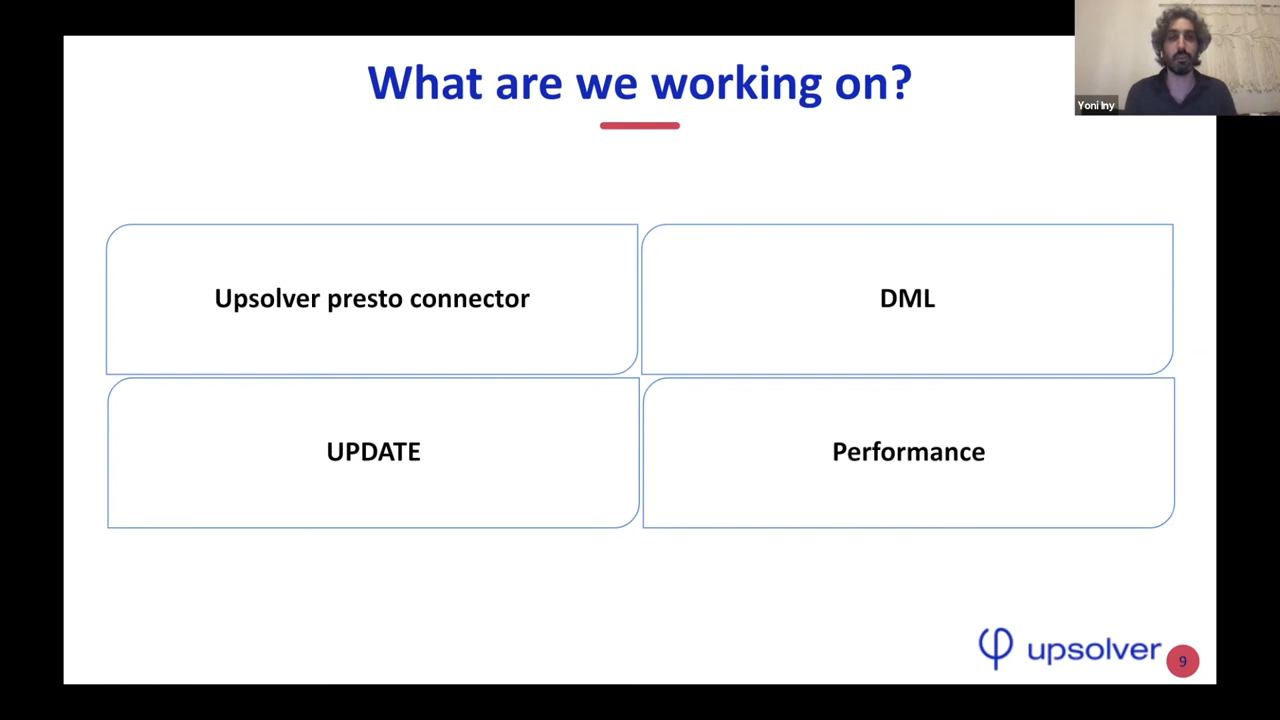 What are we working on?
Yoni Iny
Upsolver presto connector
DML
UPDATE
Performance
upsolver
9